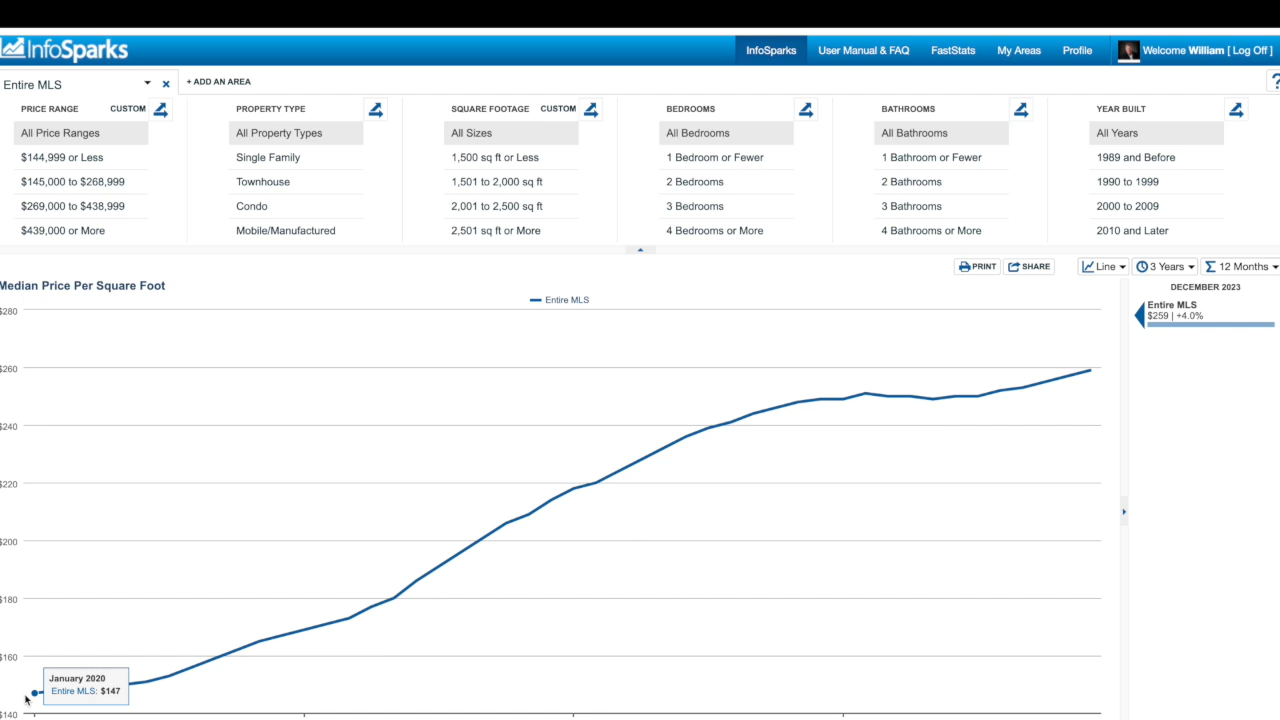 InfoSparks
InfoSparks User Manual & FAQ FastStats My Areas Profile Welcome William [ Log Off ]
Entire MLS + ADD AN AREA ?
PRICE RANGE CUSTOM PROPERTY TYPE SQUARE FOOTAGE CUSTOM BEDROOMS BATHROOMS YEAR BUILT
All Price Ranges All Property Types All Sizes All Bedrooms All Bathrooms All Years
$144,999 or Less Single Family 1,500 sq ft or Less 1 Bedroom or Fewer 1 Bathroom or Fewer 1989 and Before
$145,000 to $268,999 Townhouse 1,501 to 2,000 sq ft 2 Bedrooms 2 Bathrooms 1990 to 1999
$269,000 to $438,999 Condo 2,001 to 2,500 sq ft 3 Bedrooms 3 Bathrooms 2000 to 2009
$439,000 or More Mobile/Manufactured 2,501 sq ft or More 4 Bedrooms or More 4 Bathrooms or More 2010 and Later
PRINT SHARE Line 3 Years 12 Months
Median Price Per Square Foot
DECEMBER 2023
Entire MLS
Entire MLS
$259 | +4.0%
$280
$260
$240
$220
$200
$180
$160
January 2020
Entire MLS: $147
$140